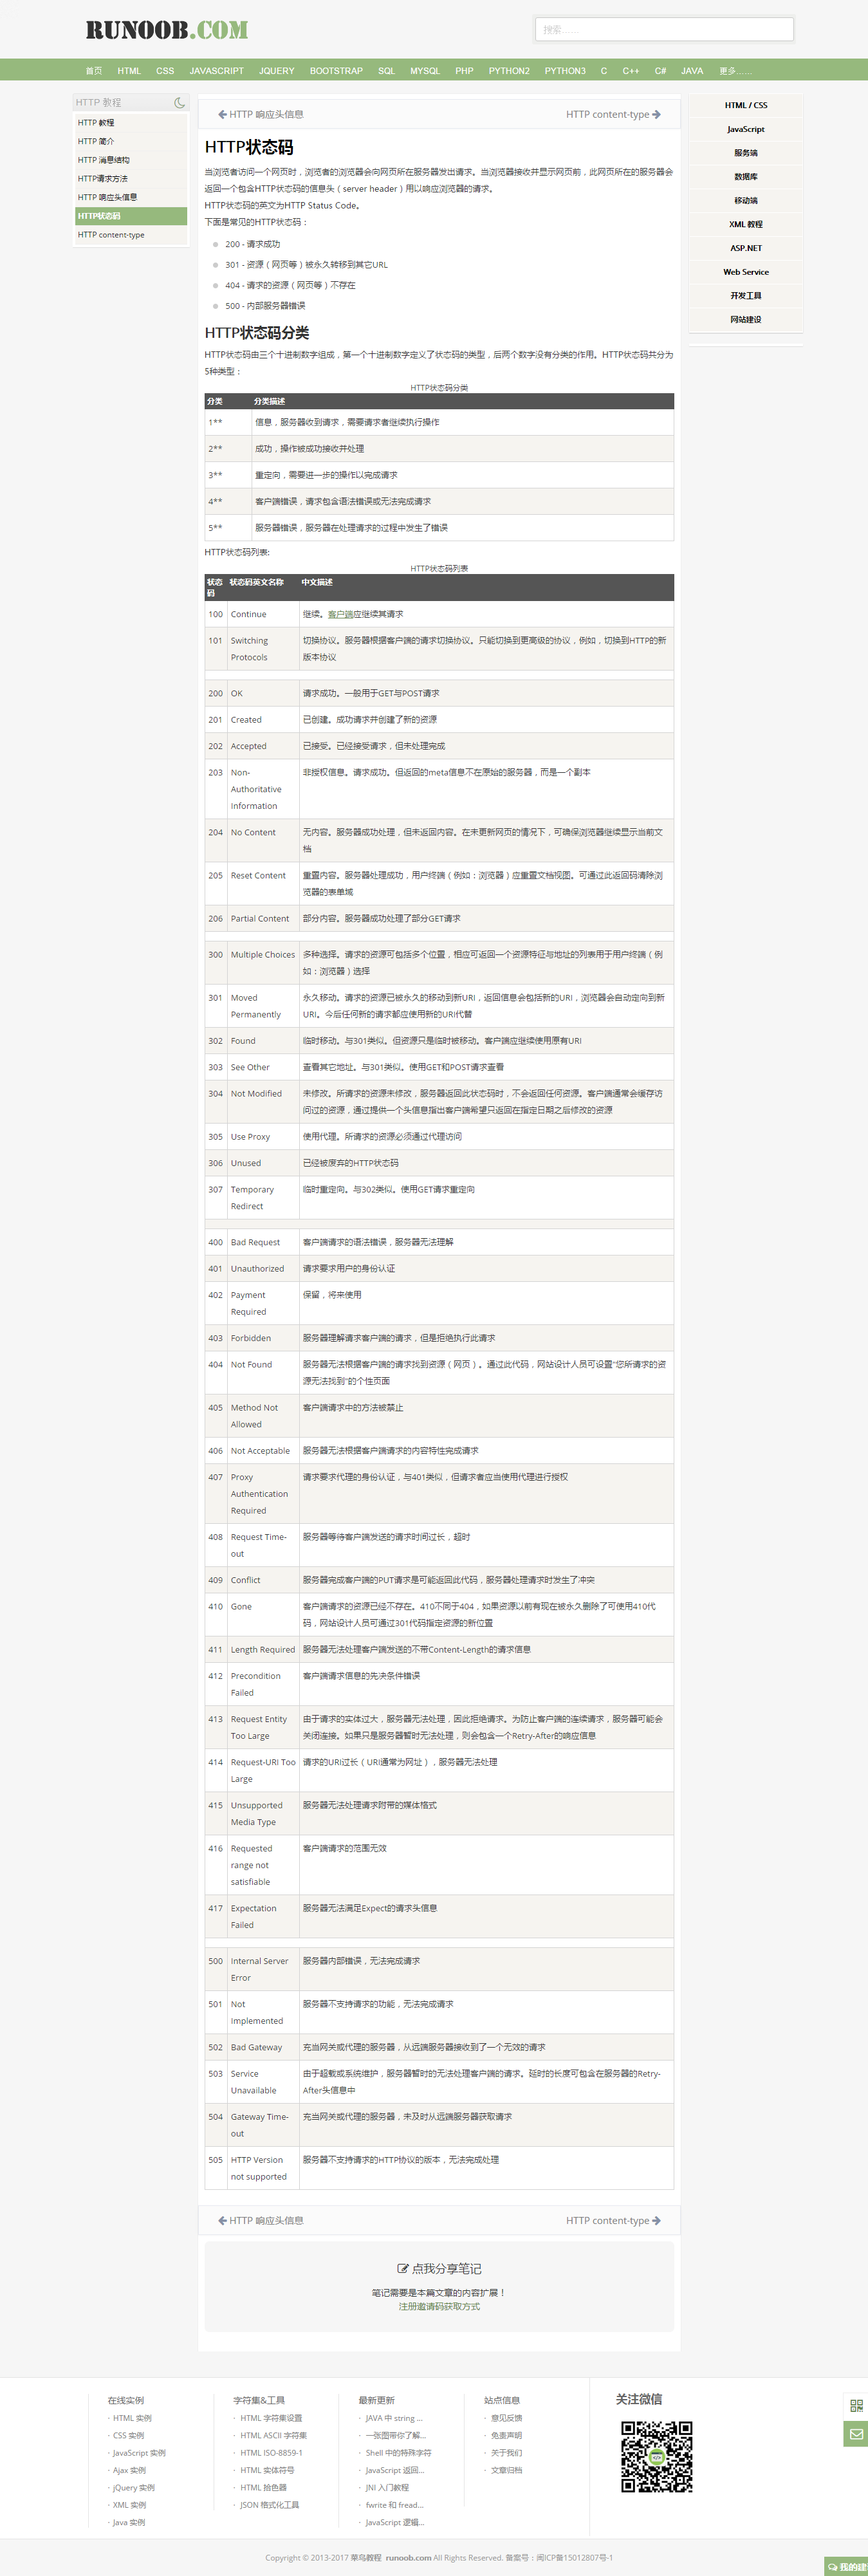 RUNOOB.COM
搜索……
首页 HTML CSS JAVASCRIPT JQUERY BOOTSTRAP SQL MYSQL PHP PYTHON2 PYTHON3 C C++ C# JAVA 更多……
HTTP 教程
HTTP 教程
HTTP 简介
HTTP 消息结构
HTTP请求方法
HTTP 响应头信息
HTTP状态码
HTTP content-type
HTTP 响应头信息
HTTP content-type
HTTP状态码
当浏览者访问一个网页时，浏览者的浏览器会向网页所在服务器发出请求。当浏览器接收并显示网页前，此网页所在的服务器会
返回一个包含HTTP状态码的信息头（server header）用以响应浏览器的请求。
HTTP状态码的英文为HTTP Status Code。
下面是常见的HTTP状态码：
200 - 请求成功
301 - 资源（网页等）被永久转移到其它URL
404 - 请求的资源（网页等）不存在
500 - 内部服务器错误
HTTP状态码分类
HTTP状态码由三个十进制数字组成，第一个十进制数字定义了状态码的类型，后两个数字没有分类的作用。HTTP状态码共分为
5种类型：
HTTP状态码分类
分类 分类描述
1** 信息，服务器收到请求，需要请求者继续执行操作
2** 成功，操作被成功接收并处理
3** 重定向，需要进一步的操作以完成请求
4** 客户端错误，请求包含语法错误或无法完成请求
5** 服务器错误，服务器在处理请求的过程中发生了错误
HTTP状态码列表:
HTTP状态码列表
状态 状态码英文名称 中文描述
码
100 Continue 继续。客户端应继续其请求
101 Switching 切换协议。服务器根据客户端的请求切换协议。只能切换到更高级的协议，例如，切换到HTTP的新
Protocols 版本协议
200 OK 请求成功。一般用于GET与POST请求
201 Created 已创建。成功请求并创建了新的资源
202 Accepted 已接受。已经接受请求，但未处理完成
203 Non- 非授权信息。请求成功。但返回的meta信息不在原始的服务器，而是一个副本
Authoritative
Information
204 No Content 无内容。服务器成功处理，但未返回内容。在未更新网页的情况下，可确保浏览器继续显示当前文
档
205 Reset Content 重置内容。服务器处理成功，用户终端（例如：浏览器）应重置文档视图。可通过此返回码清除浏
览器的表单域
206 Partial Content 部分内容。服务器成功处理了部分GET请求
300 Multiple Choices 多种选择。请求的资源可包括多个位置，相应可返回一个资源特征与地址的列表用于用户终端（例
如：浏览器）选择
301 Moved 永久移动。请求的资源已被永久的移动到新URI，返回信息会包括新的URI，浏览器会自动定向到新
Permanently URI。今后任何新的请求都应使用新的URI代替
302 Found 临时移动。与301类似。但资源只是临时被移动。客户端应继续使用原有URI
303 See Other 查看其它地址。与301类似。使用GET和POST请求查看
304 Not Modified 未修改。所请求的资源未修改，服务器返回此状态码时，不会返回任何资源。客户端通常会缓存访
问过的资源，通过提供一个头信息指出客户端希望只返回在指定日期之后修改的资源
305 Use Proxy 使用代理。所请求的资源必须通过代理访问
306 Unused 已经被废弃的HTTP状态码
307 Temporary 临时重定向。与302类似。使用GET请求重定向
Redirect
400 Bad Request 客户端请求的语法错误，服务器无法理解
401 Unauthorized 请求要求用户的身份认证
402 Payment 保留，将来使用
Required
403 Forbidden 服务器理解请求客户端的请求，但是拒绝执行此请求
404 Not Found 服务器无法根据客户端的请求找到资源（网页）。通过此代码，网站设计人员可设置"您所请求的资
源无法找到"的个性页面
405 Method Not 客户端请求中的方法被禁止
Allowed
406 Not Acceptable 服务器无法根据客户端请求的内容特性完成请求
407 Proxy 请求要求代理的身份认证，与401类似，但请求者应当使用代理进行授权
Authentication
Required
408 Request Time- 服务器等待客户端发送的请求时间过长，超时
out
409 Conflict 服务器完成客户端的PUT请求是可能返回此代码，服务器处理请求时发生了冲突
410 Gone 客户端请求的资源已经不存在。410不同于404，如果资源以前有现在被永久删除了可使用410代
码，网站设计人员可通过301代码指定资源的新位置
411 Length Required 服务器无法处理客户端发送的不带Content-Length的请求信息
412 Precondition 客户端请求信息的先决条件错误
Failed
413 Request Entity 由于请求的实体过大，服务器无法处理，因此拒绝请求。为防止客户端的连续请求，服务器可能会
Too Large 关闭连接。如果只是服务器暂时无法处理，则会包含一个Retry-After的响应信息
414 Request-URI Too 请求的URI过长（URI通常为网址），服务器无法处理
Large
415 Unsupported 服务器无法处理请求附带的媒体格式
Media Type
416 Requested 客户端请求的范围无效
range not
satisfiable
417 Expectation 服务器无法满足Expect的请求头信息
Failed
500 Internal Server 服务器内部错误，无法完成请求
Error
501 Not 服务器不支持请求的功能，无法完成请求
Implemented
502 Bad Gateway 充当网关或代理的服务器，从远端服务器接收到了一个无效的请求
503 Service 由于超载或系统维护，服务器暂时的无法处理客户端的请求。延时的长度可包含在服务器的Retry-
Unavailable After头信息中
504 Gateway Time- 充当网关或代理的服务器，未及时从远端服务器获取请求
out
505 HTTP Version 服务器不支持请求的HTTP协议的版本，无法完成处理
not supported
HTTP 响应头信息
HTTP content-type
点我分享笔记
笔记需要是本篇文章的内容扩展！
注册邀请码获取方式
HTML / CSS
JavaScript
服务端
数据库
移动端
XML 教程
ASP.NET
Web Service
开发工具
网站建设
在线实例
· HTML 实例
· CSS 实例
· JavaScript 实例
· Ajax 实例
· jQuery 实例
· XML 实例
· Java 实例
字符集&工具
· HTML 字符集设置
· HTML ASCII 字符集
· HTML ISO-8859-1
· HTML 实体符号
· HTML 拾色器
· JSON 格式化工具
最新更新
· JAVA 中 string ...
· 一张图带你了解...
· Shell 中的特殊字符
· JavaScript 返回...
· JNI 入门教程
· fwrite 和 fread...
· JavaScript 逻辑...
站点信息
· 意见反馈
· 免责声明
· 关于我们
· 文章归档
关注微信
Copyright © 2013-2017 菜鸟教程 runoob.com All Rights Reserved. 备案号：闽ICP备15012807号-1